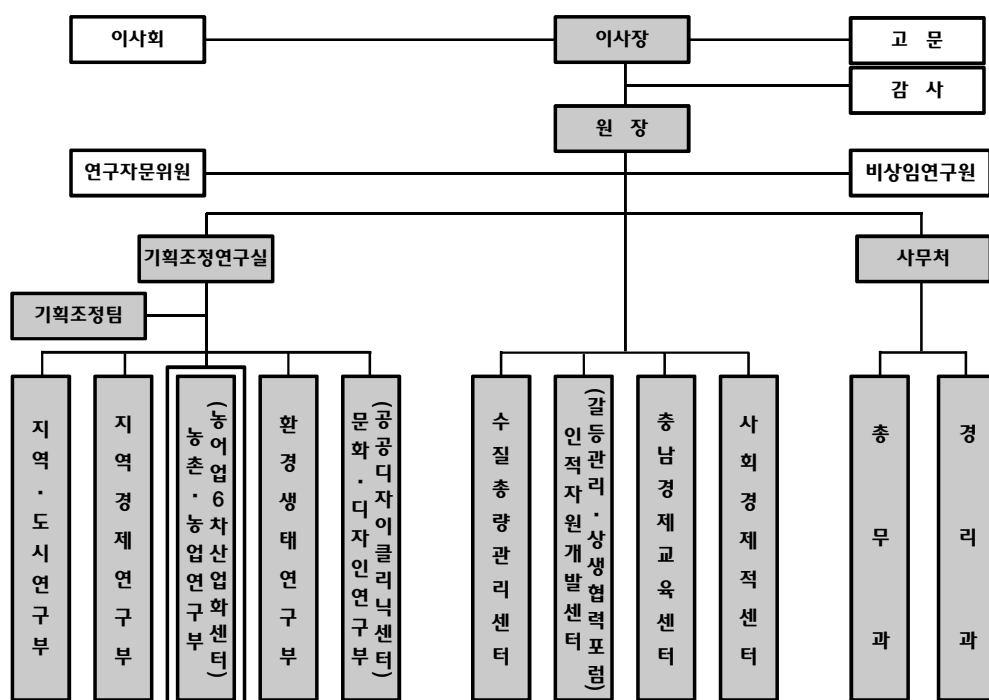 이사회
이사장
고 문
감 사
원 장
연구자문위원
비상임연구원
기획조정연구실
사무처
기획조정팀
지역·도시연구부
지역경제연구부
농촌·농업연구부
(농어업6차산업화센터)
환경생태연구부
문화·디자인연구부
(공공디자이클리닉센터)
수질총량관리센터
인적자원개발센터
(갈등관리·상생협력포럼)
충남경제교육센터
사회경제적센터
총무과
경리과